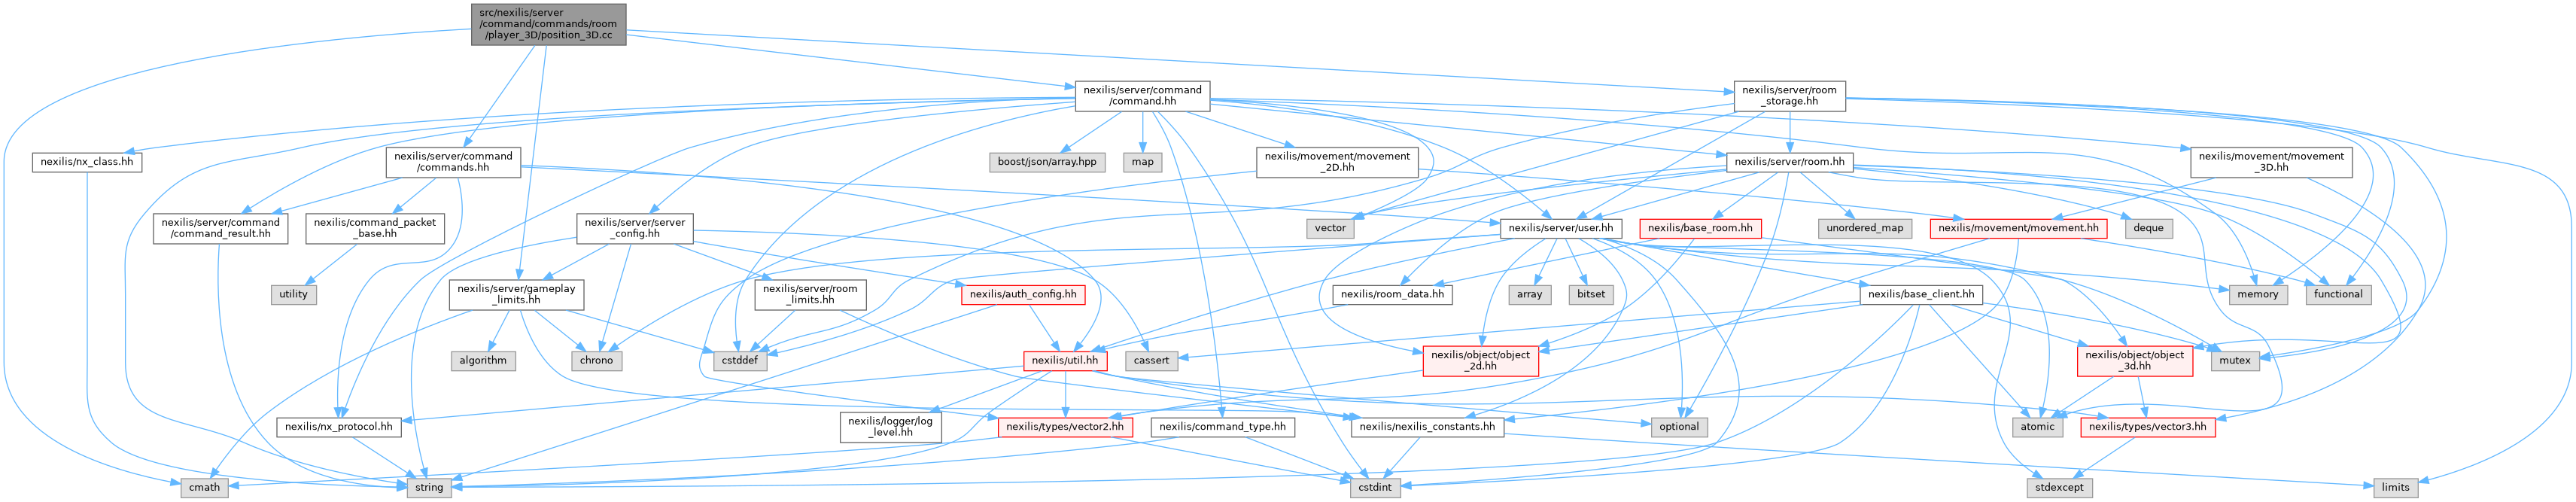 src/nexilis/server
/command/commands/room
/player_3D/position_3D.cc
nexilis/server/command
/command.hh
nexilis/server/room
_storage.hh
nexilis/nx_class.hh
nexilis/server/command
/commands.hh
boost/json/array.hpp
map
nexilis/movement/movement
_2D.hh
nexilis/server/room.hh
nexilis/movement/movement
_3D.hh
nexilis/server/command
/command_result.hh
nexilis/command_packet
_base.hh
nexilis/server/server
_config.hh
vector
nexilis/server/user.hh
nexilis/base_room.hh
unordered_map
nexilis/movement/movement.hh
deque
utility
nexilis/server/gameplay
_limits.hh
nexilis/server/room
_limits.hh
nexilis/auth_config.hh
nexilis/room_data.hh
array
bitset
nexilis/base_client.hh
memory
functional
algorithm
chrono
cstddef
nexilis/util.hh
cassert
nexilis/object/object
_2d.hh
nexilis/object/object
_3d.hh
mutex
nexilis/nx_protocol.hh
nexilis/logger/log
_level.hh
nexilis/types/vector2.hh
nexilis/command_type.hh
nexilis/nexilis_constants.hh
optional
atomic
nexilis/types/vector3.hh
cmath
string
cstdint
stdexcept
limits